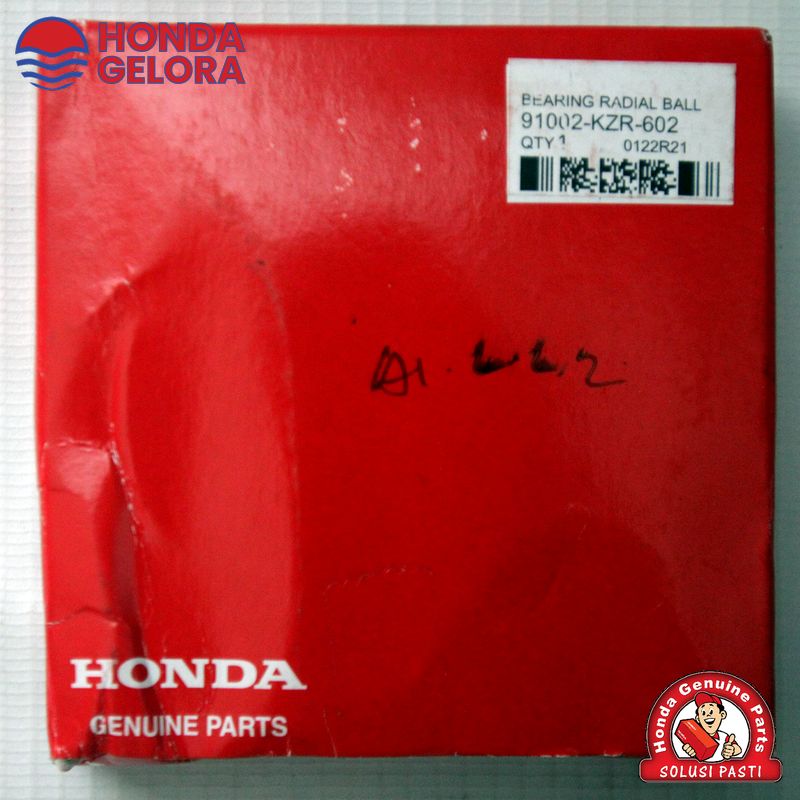 HONDA
GELORA
BEARING RADIAL BALL
91002-KZR-602
QTY 1 0122R21
HONDA
GENUINE PARTS
Honda Genuine Parts
SOLUSI PASTI